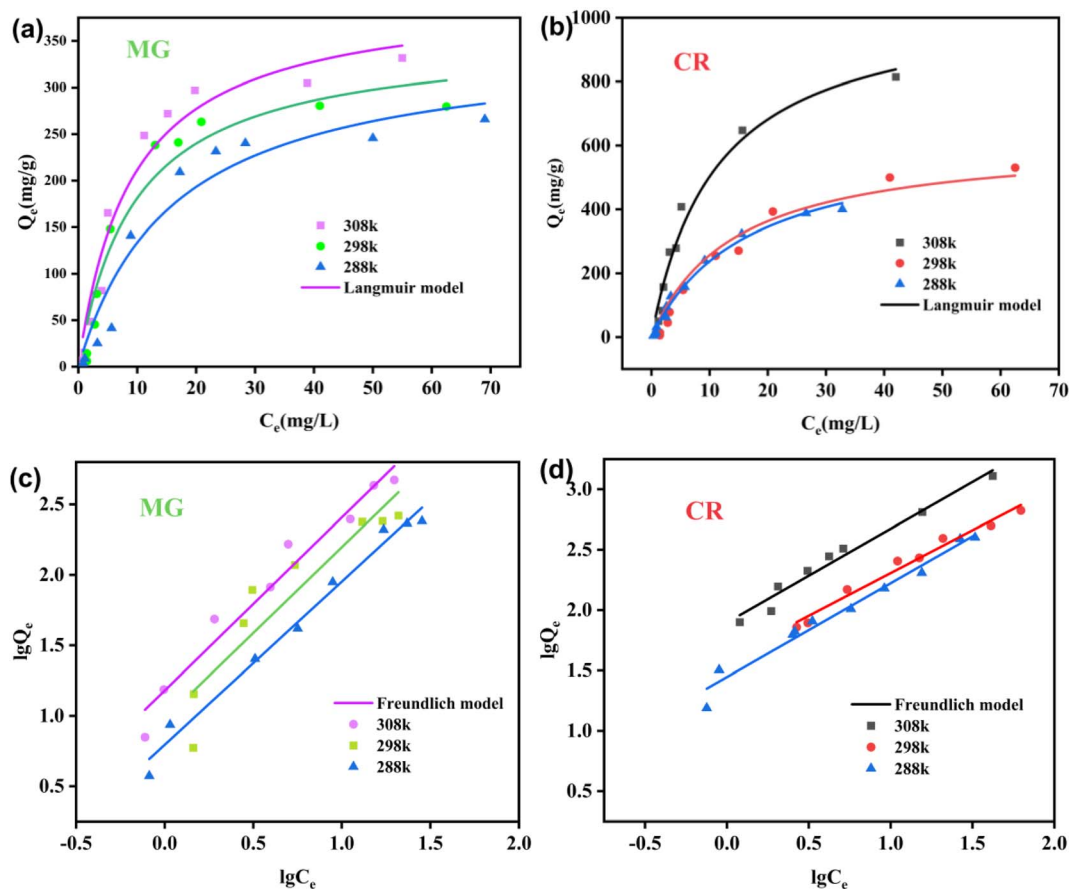 (a)
MG
400
350
300
250
200
150
100
50
0
Qe(mg/g)
308k
298k
288k
Langmuir model
0 10 20 30 40 50 60 70
Ce(mg/L)
(b)
CR
1000
800
600
400
200
0
Qe(mg/g)
308k
298k
288k
Langmuir model
0 10 20 30 40 50 60 70
Ce(mg/L)
(c)
MG
2.5
2.0
1.5
1.0
0.5
lgQe
Freundlich model
308k
298k
288k
-0.5 0.0 0.5 1.0 1.5 2.0
lgCe
(d)
CR
3.0
2.5
2.0
1.5
1.0
0.5
lgQe
Freundlich model
308k
298k
288k
-0.5 0.0 0.5 1.0 1.5 2.0
lgCe